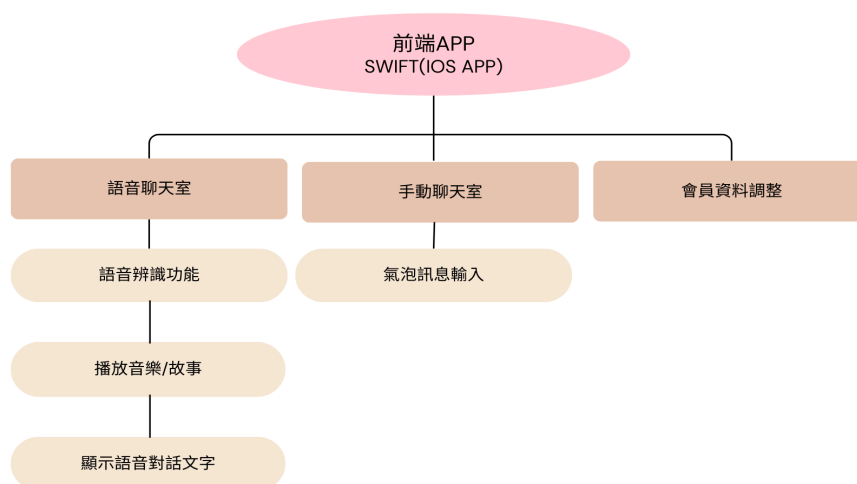 前端APP
SWIFT(IOS APP)
語音聊天室
手動聊天室
會員資料調整
語音辨識功能
氣泡訊息輸入
播放音樂/故事
顯示語音對話文字